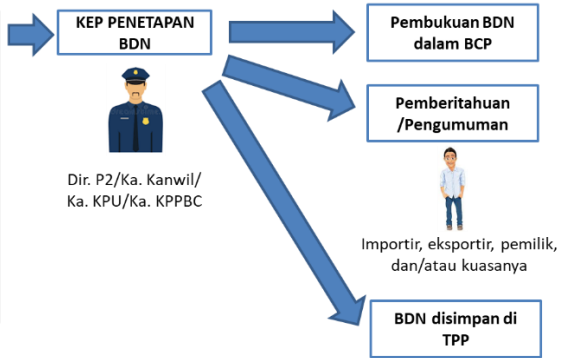 KEP PENETAPAN
BDN
Dir. P2/Ka. Kanwil/
Ka. KPU/Ka. KPPBC
Pembukuan BDN
dalam BCP
Pemberitahuan
/Pengumuman
Importir, eksportir, pemilik,
dan/atau kuasanya
BDN disimpan di
TPP